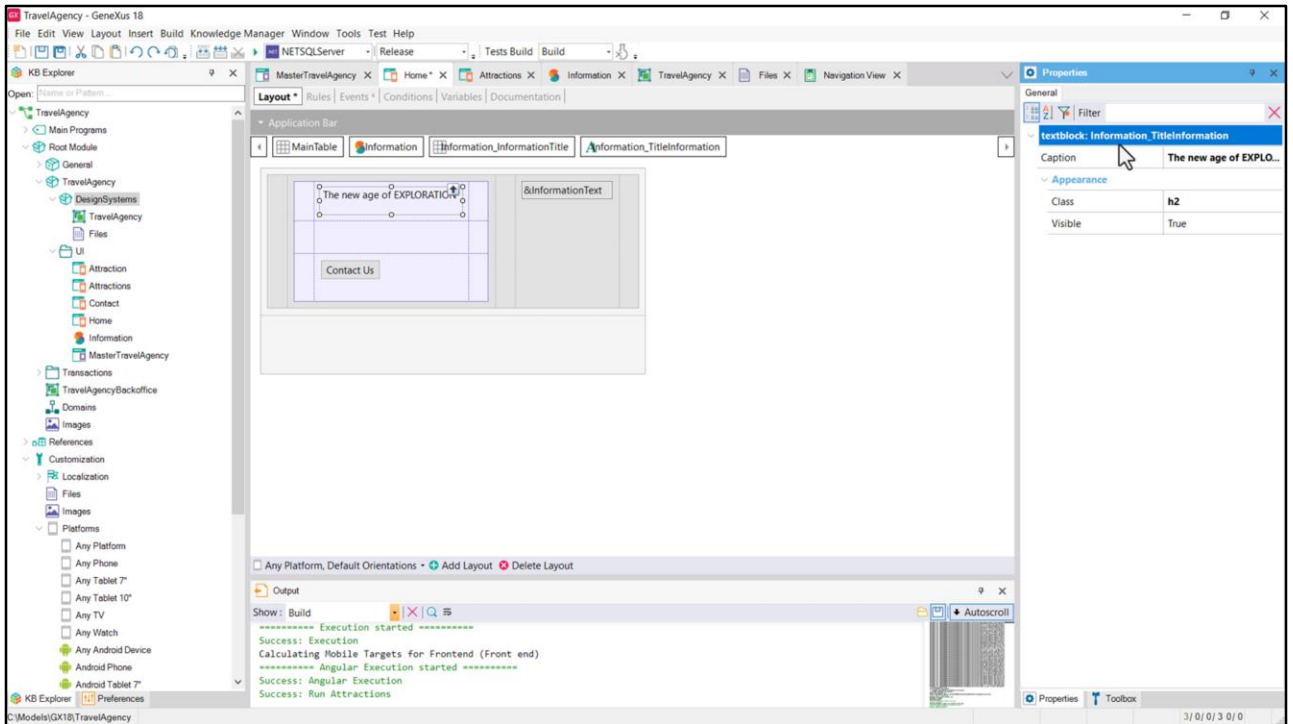 GX TravelAgency - GeneXus 18
File Edit View Layout Insert Build Knowledge Manager Window Tools Test Help
NETSQLServer Release Tests Build Build
KB Explorer
MasterTravelAgency X Home* X Attractions X Information X TravelAgency X Files X Navigation View X
Properties
Open: Name or Pattern
Layout * Rules Events * Conditions Variables Documentation
General
Filter
TravelAgency
Main Programs
Root Module
General
TravelAgency
DesignSystems
TravelAgency
Files
UI
Attraction
Attractions
Contact
Home
Information
MasterTravelAgency
Transactions
TravelAgencyBackoffice
Domains
Images
References
Customization
Localization
Files
Images
Platforms
Any Platform
Any Phone
Any Tablet 7"
Any Tablet 10"
Any TV
Any Watch
Any Android Device
Android Phone
Android Tablet 7"
KB Explorer Preferences
Application Bar
MainTable Information Information_InformationTitle Information_TitleInformation
The new age of EXPLORATION
&InformationText
Contact Us
Any Platform, Default Orientations Add Layout Delete Layout
Output
Show: Build
Autoscroll
========== Execution started ==========
Success: Execution
Calculating Mobile Targets for Frontend (Front end)
========== Angular Execution started ==========
Success: Angular Execution
Success: Run Attractions
textblock: Information_TitleInformation
Caption The new age of EXPLO...
Appearance
Class h2
Visible True
Properties Toolbox
C:\Models\GX18\TravelAgency
3/0/0/3 0/0